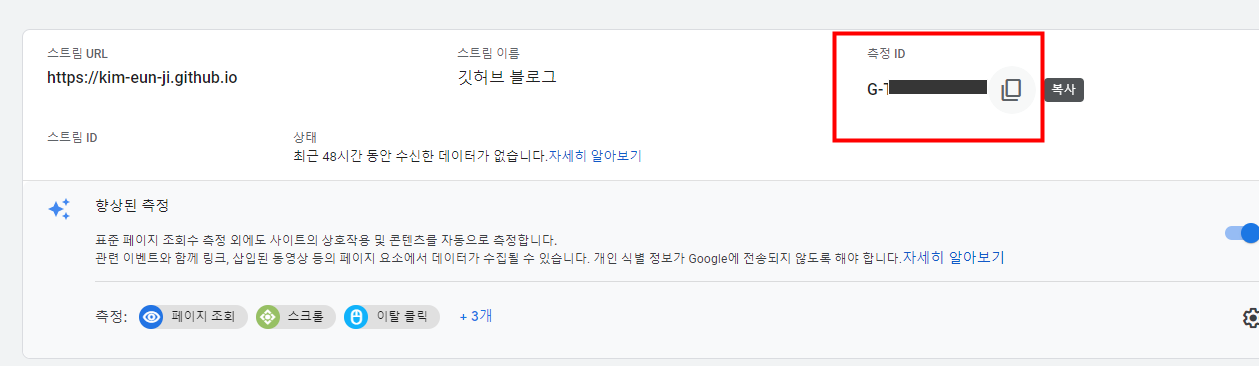 스트림 URL
스트림 이름
측정 ID
https://kim-eun-ji.github.io
깃허브 블로그
G-
복사
스트림 ID
상태
최근 48시간 동안 수신한 데이터가 없습니다.자세히 알아보기
향상된 측정
표준 페이지 조회수 측정 외에도 사이트의 상호작용 및 콘텐츠를 자동으로 측정합니다.
관련 이벤트와 함께 링크, 삽입된 동영상 등의 페이지 요소에서 데이터가 수집될 수 있습니다. 개인 식별 정보가 Google에 전송되지 않도록 해야 합니다.자세히 알아보기
측정: 페이지 조회 스크롤 이탈 클릭 + 3개